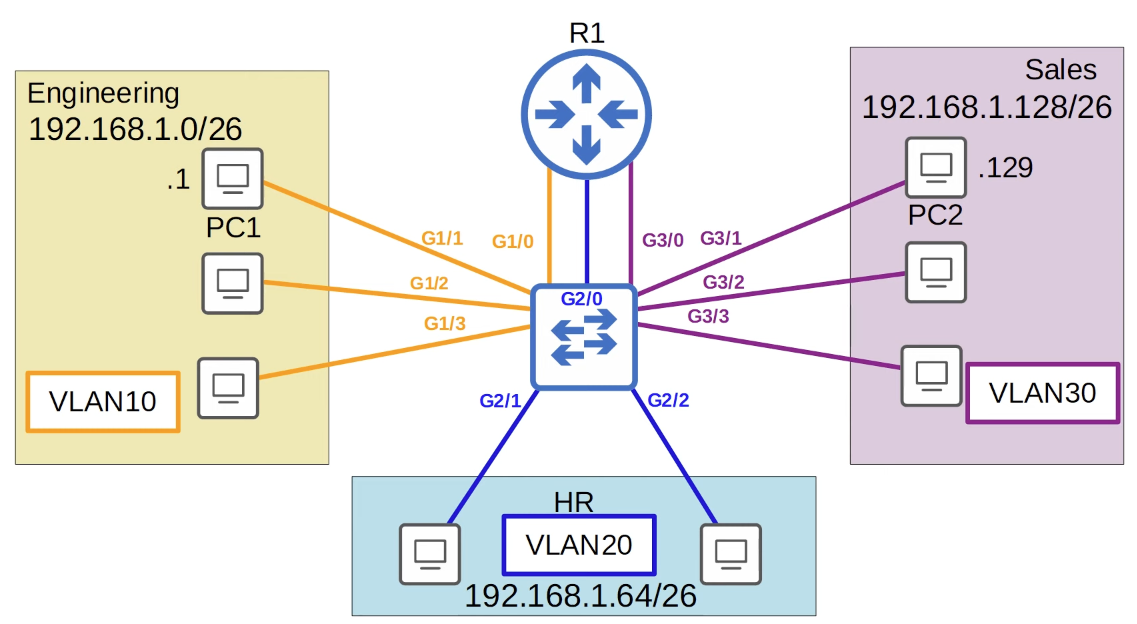 R1
Engineering
192.168.1.0/26
.1
PC1
VLAN10
G1/1
G1/0
G1/2
G1/3
G2/0
G3/0
G3/1
G3/2
G3/3
G2/1
G2/2
Sales
192.168.1.128/26
.129
PC2
VLAN30
HR
VLAN20
192.168.1.64/26